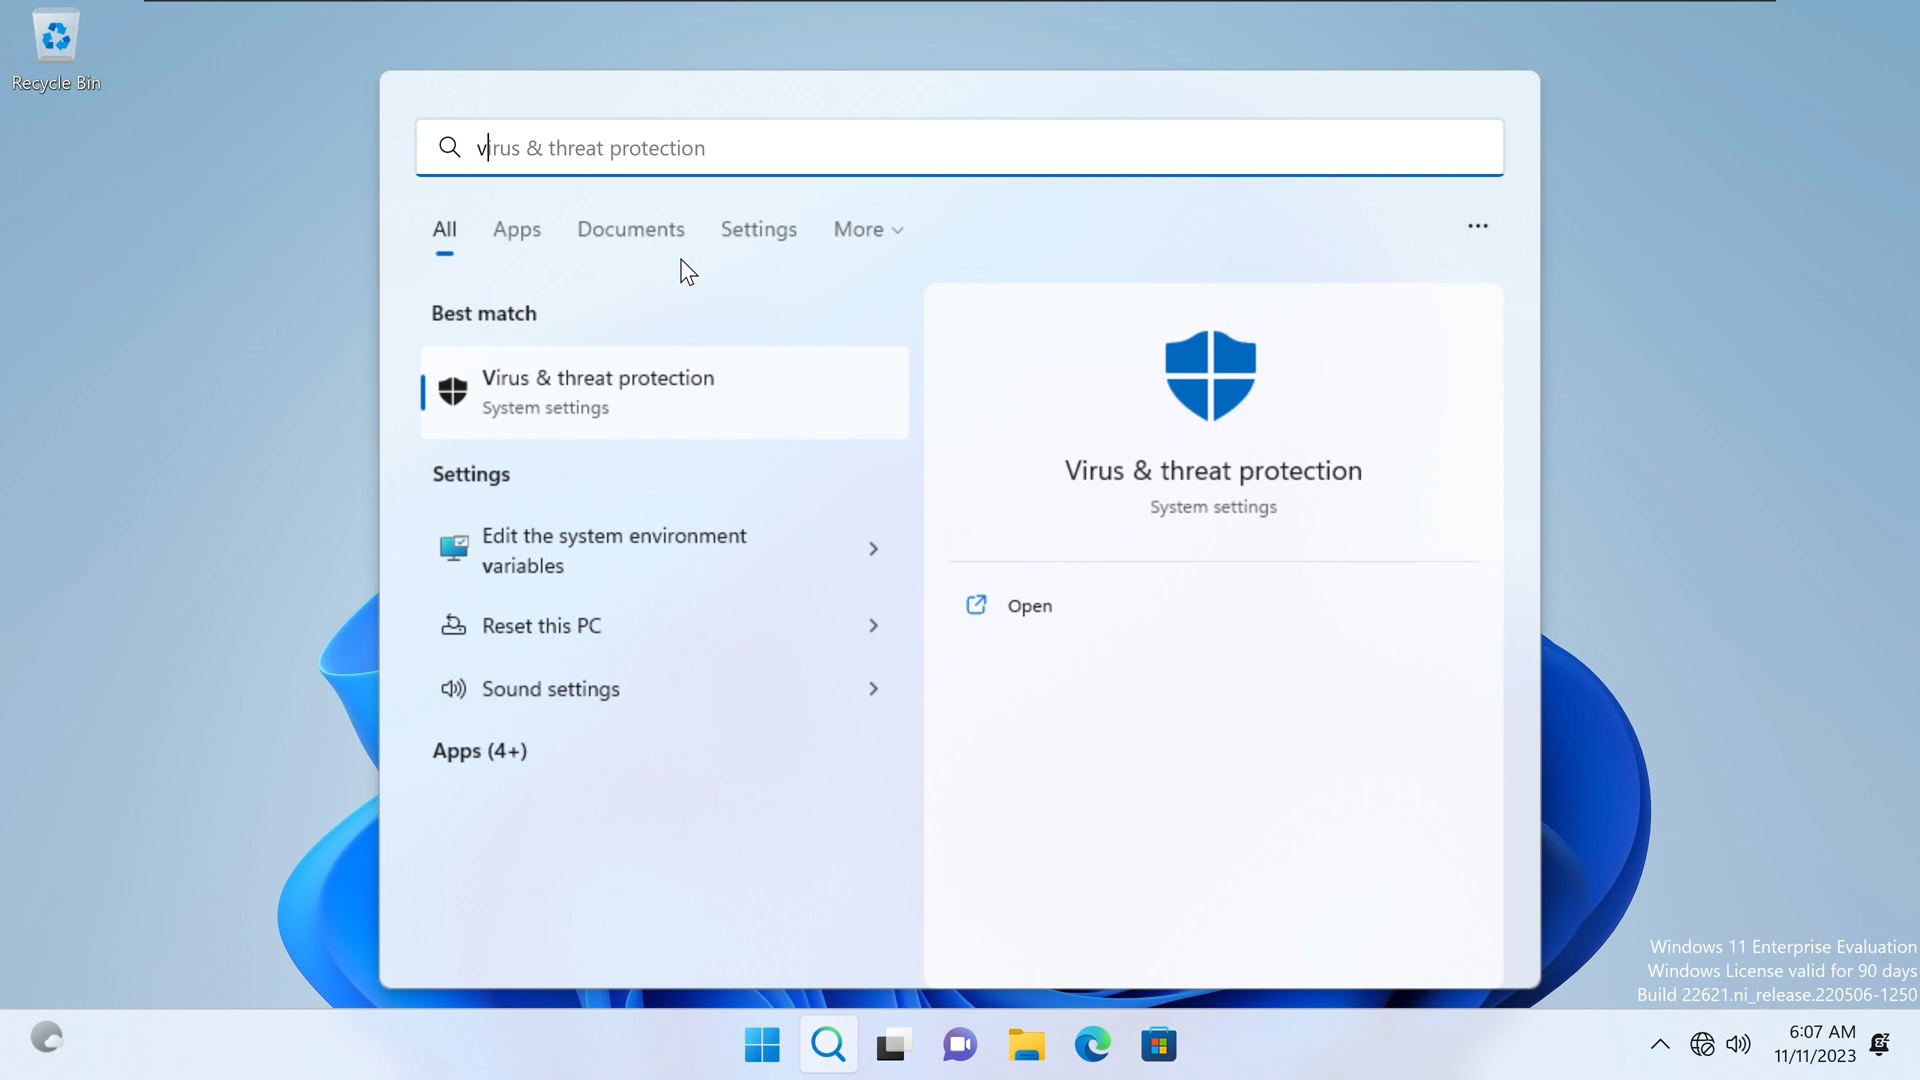 Recycle Bin
virus & threat protection
All Apps Documents Settings More
Best match
Virus & threat protection
System settings
Settings
Edit the system environment
variables
Reset this PC
Sound settings
Apps (4+)
Virus & threat protection
System settings
Open
Windows 11 Enterprise Evaluation
Windows License valid for 90 days
Build 22621.ni_release.220506-1250
6:07 AM
11/11/2023